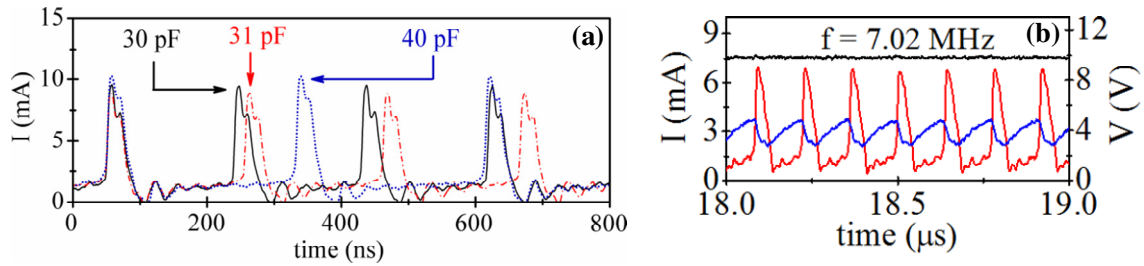 15
10
5
0
I (mA)
30 pF
31 pF
40 pF
(a)
0
200
400
600
800
time (ns)
9
6
3
0
I (mA)
f = 7.02 MHz
(b)
12
8
4
0
V (V)
18.0
18.5
19.0
time (μs)